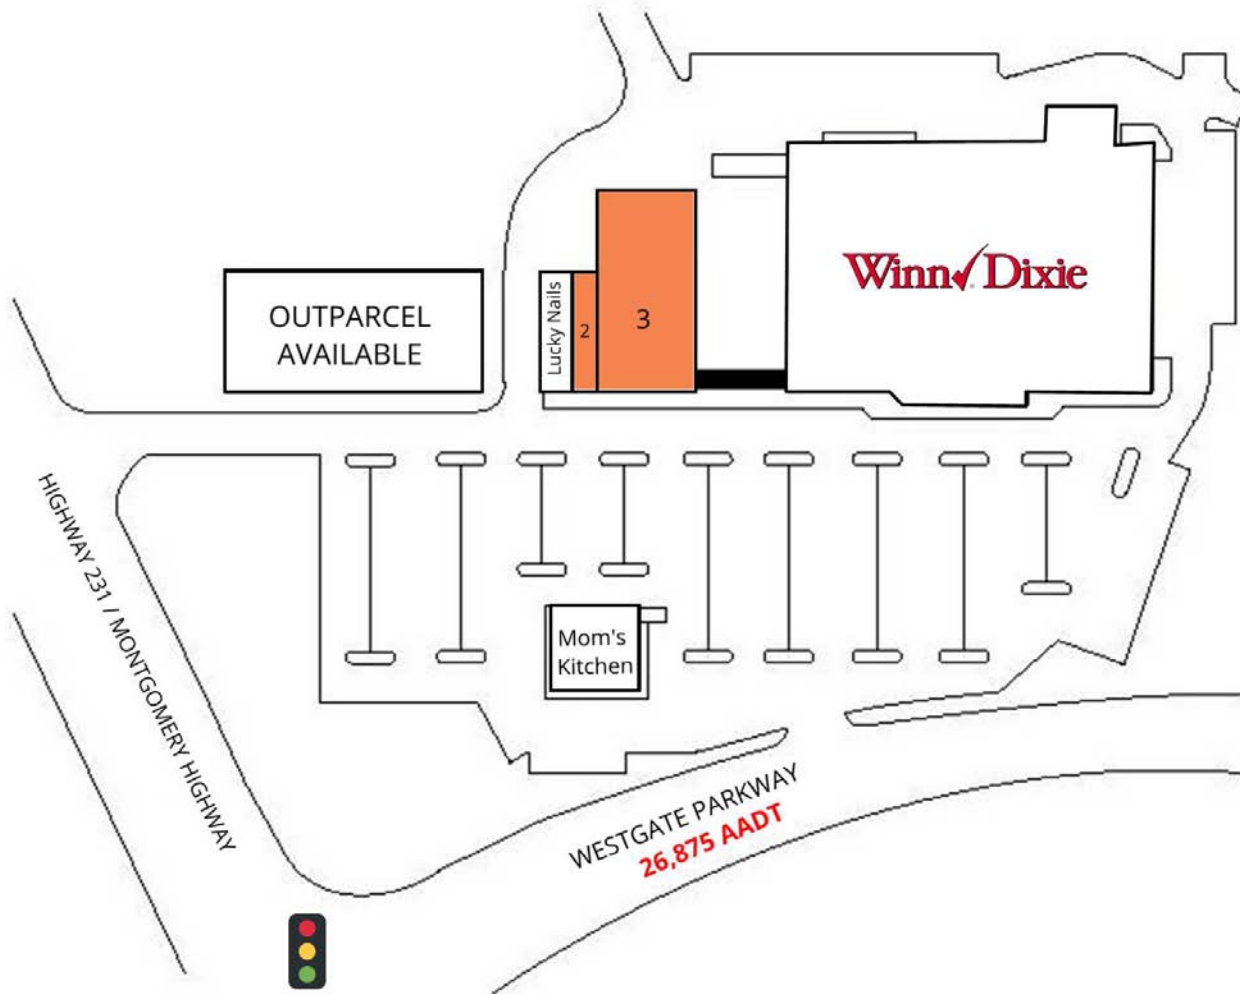 Winn Dixie
OUTPARCEL
AVAILABLE
Lucky Nails
2
3
HIGHWAY 231 / MONTGOMERY HIGHWAY
Mom's
Kitchen
WESTGATE PARKWAY
26,875 AADT